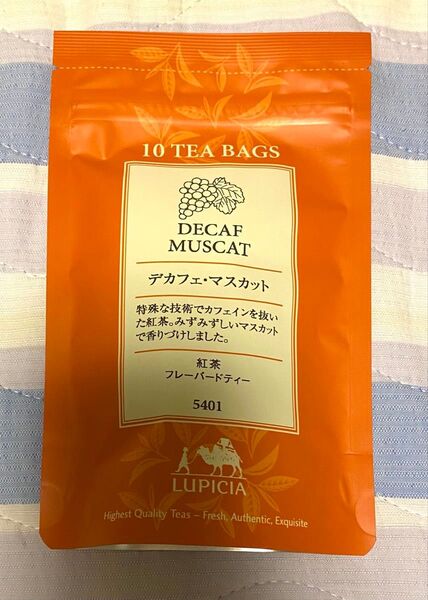 10 TEA BAGS
DECAF
MUSCAT
デカフェ・マスカット
特殊な技術でカフェインを抜い
た紅茶。みずみずしいマスカット
で香りづけしました。
紅茶
フレーバードティー
5401
LUPICIA
Highest Quality Teas – Fresh, Authentic, Exquisite